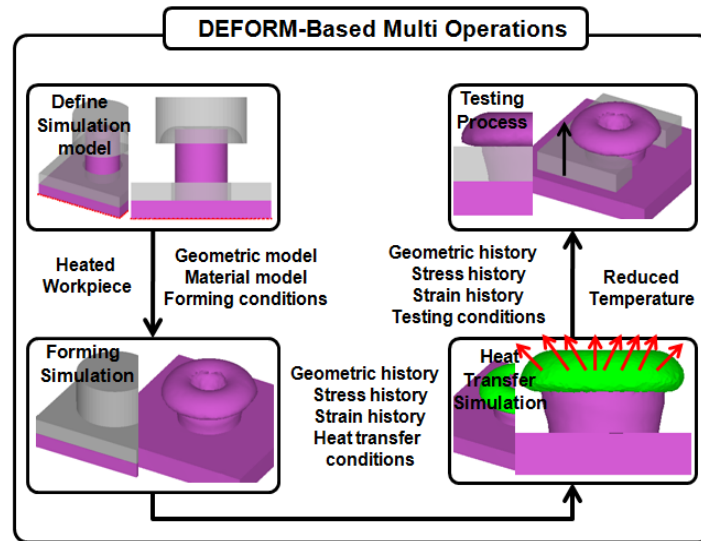 DEFORM-Based Multi Operations
Define
Simulation
model
Heated
Workpiece
Geometric model
Material model
Forming conditions
Forming
Simulation
Geometric history
Stress history
Strain history
Heat transfer
conditions
Heat
Transfer
Simulation
Geometric history
Stress history
Strain history
Testing conditions
Reduced
Temperature
Testing
Process